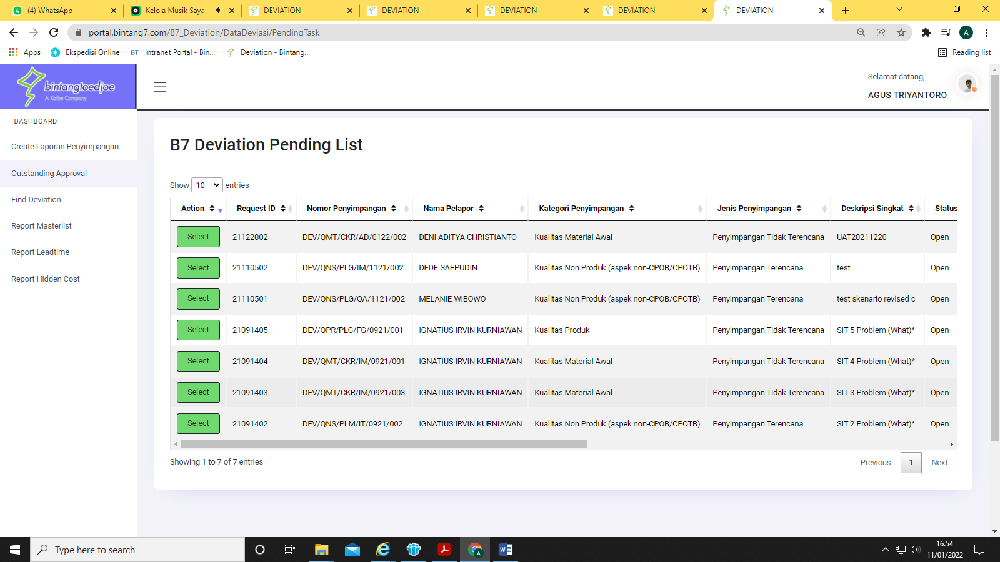 (4) WhatsApp
Kelola Musik Saya
DEVIATION
DEVIATION
DEVIATION
DEVIATION
DEVIATION
portal.bintang7.com/B7_Deviation/DataDeviasi/PendingTask
A
Apps
Ekspedisi Online
BT Intranet Portal - Bin...
Deviation - Bintang...
Reading list
bintangtoedjoe
A Kalbe Company
Selamat datang,
AGUS TRIYANTORO
DASHBOARD
Create Laporan Penyimpangan
Outstanding Approval
Find Deviation
Report Masterlist
Report Leadtime
Report Hidden Cost
B7 Deviation Pending List
Show 10 entries
Action Request ID Nomor Penyimpangan Nama Pelapor Kategori Penyimpangan Jenis Penyimpangan Deskripsi Singkat Status
Select 21122002 DEV/QMT/CKR/AD/0122/002 DENI ADITYA CHRISTIANTO Kualitas Material Awal Penyimpangan Tidak Terencana UAT20211220 Open
Select 21110502 DEV/QNS/PLG/IM/1121/002 DEDE SAEPUDIN Kualitas Non Produk (aspek non-CPOB/CPOTB) Penyimpangan Terencana test Open
Select 21110501 DEV/QNS/PLG/QA/1121/002 MELANIE WIBOWO Kualitas Non Produk (aspek non-CPOB/CPOTB) Penyimpangan Terencana test skenario revised c Open
Select 21091405 DEV/QPR/PLG/FG/0921/001 IGNATIUS IRVIN KURNIAWAN Kualitas Produk Penyimpangan Tidak Terencana SIT 5 Problem (What)* Open
Select 21091404 DEV/QMT/CKR/IM/0921/001 IGNATIUS IRVIN KURNIAWAN Kualitas Material Awal Penyimpangan Tidak Terencana SIT 4 Problem (What)* Open
Select 21091403 DEV/QMT/CKR/IM/0921/003 IGNATIUS IRVIN KURNIAWAN Kualitas Material Awal Penyimpangan Tidak Terencana SIT 3 Problem (What)* Open
Select 21091402 DEV/QNS/PLM/IT/0921/002 IGNATIUS IRVIN KURNIAWAN Kualitas Non Produk (aspek non-CPOB/CPOTB) Penyimpangan Terencana SIT 2 Problem (What)* Open
Showing 1 to 7 of 7 entries
Previous 1 Next
Type here to search
16.54
11/01/2022